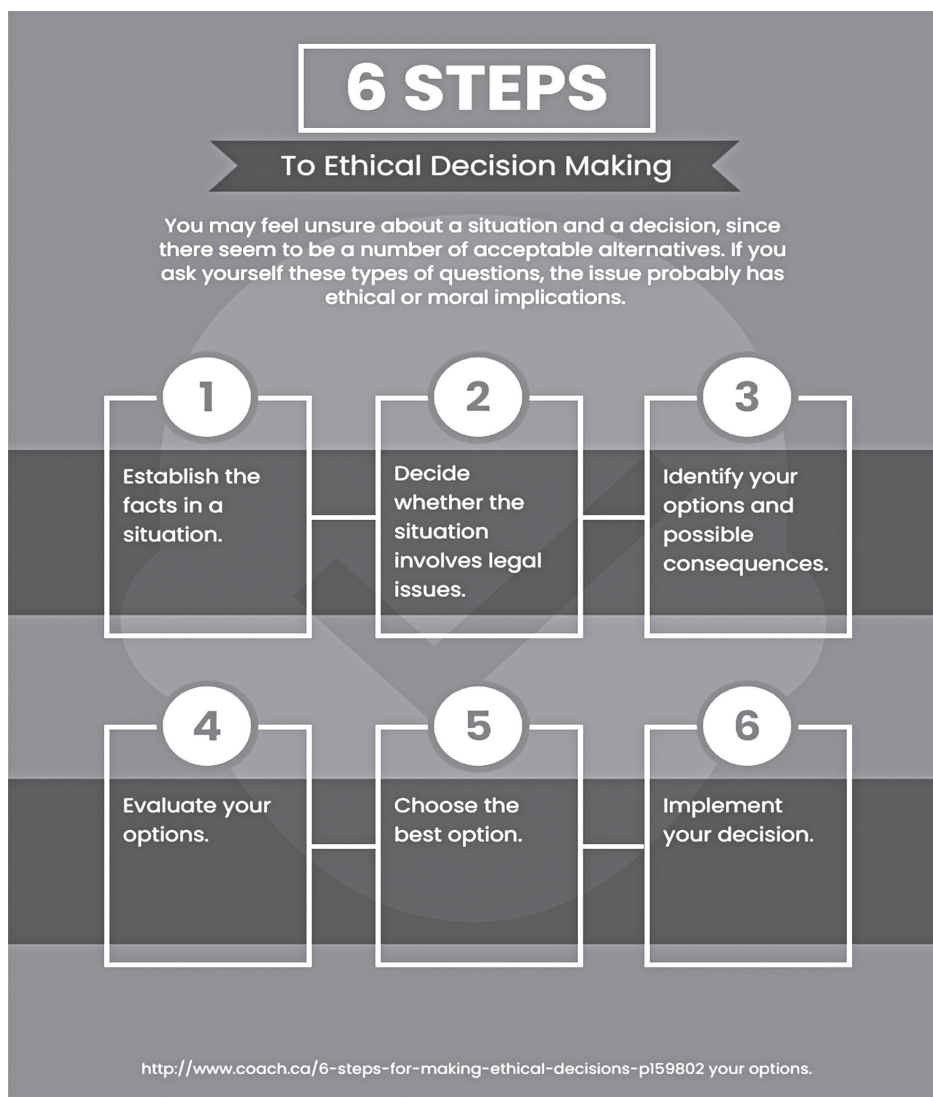 6 STEPS
To Ethical Decision Making
You may feel unsure about a situation and a decision, since
there seem to be a number of acceptable alternatives. If you
ask yourself these types of questions, the issue probably has
ethical or moral implications.
1
Establish the
facts in a
situation.
2
Decide
whether the
situation
involves legal
issues.
3
Identify your
options and
possible
consequences.
4
Evaluate your
options.
5
Choose the
best option.
6
Implement
your decision.
http://www.coach.ca/6-steps-for-making-ethical-decisions-p159802 your options.